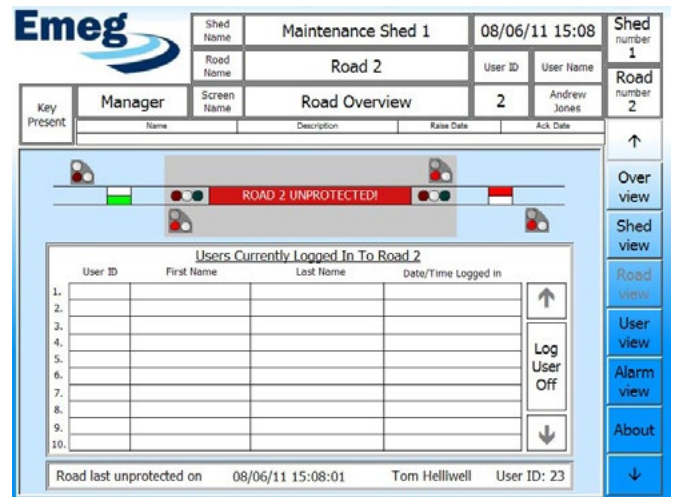 Emeg
Shed Name
Maintenance Shed 1
08/06/11 15:08
Shed number 1
Road Name
Road 2
User ID
User Name
Road number 2
Key Present
Manager
Screen Name
Road Overview
2
Andrew Jones
Name
Description
Raise Date
Ack Date
ROAD 2 UNPROTECTED!
Over view
Shed view
Road view
User view
Alarm view
About
Users Currently Logged In To Road 2
User ID
First Name
Last Name
Date/Time Logged in
1.
2.
3.
4.
5.
6.
7.
8.
9.
10.
Log User Off
Road last unprotected on 08/06/11 15:08:01 Tom Helliwell User ID: 23